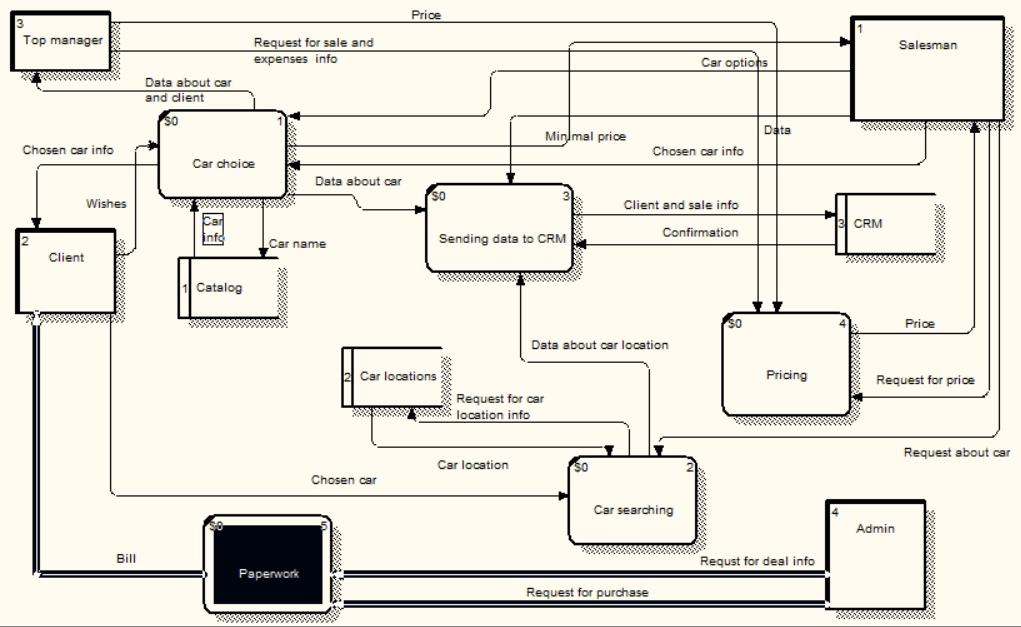 3
Top manager
Price
Request for sale and
expenses info
1
Salesman
Car options
Data about car
and client
$0
1
Car choice
Minimal price
Data
Chosen car info
Chosen car info
Data about car
Wishes
$0
3
Sending data to CRM
Client and sale info
Confirmation
3
CRM
Car
info
Car name
2
Client
1
Catalog
$0
4
Pricing
Price
Request for price
Data about car location
2
Car locations
Request for car
location info
Request about car
Car location
Chosen car
$0
2
Car searching
$0
5
Paperwork
Bill
4
Admin
Requst for deal info
Request for purchase